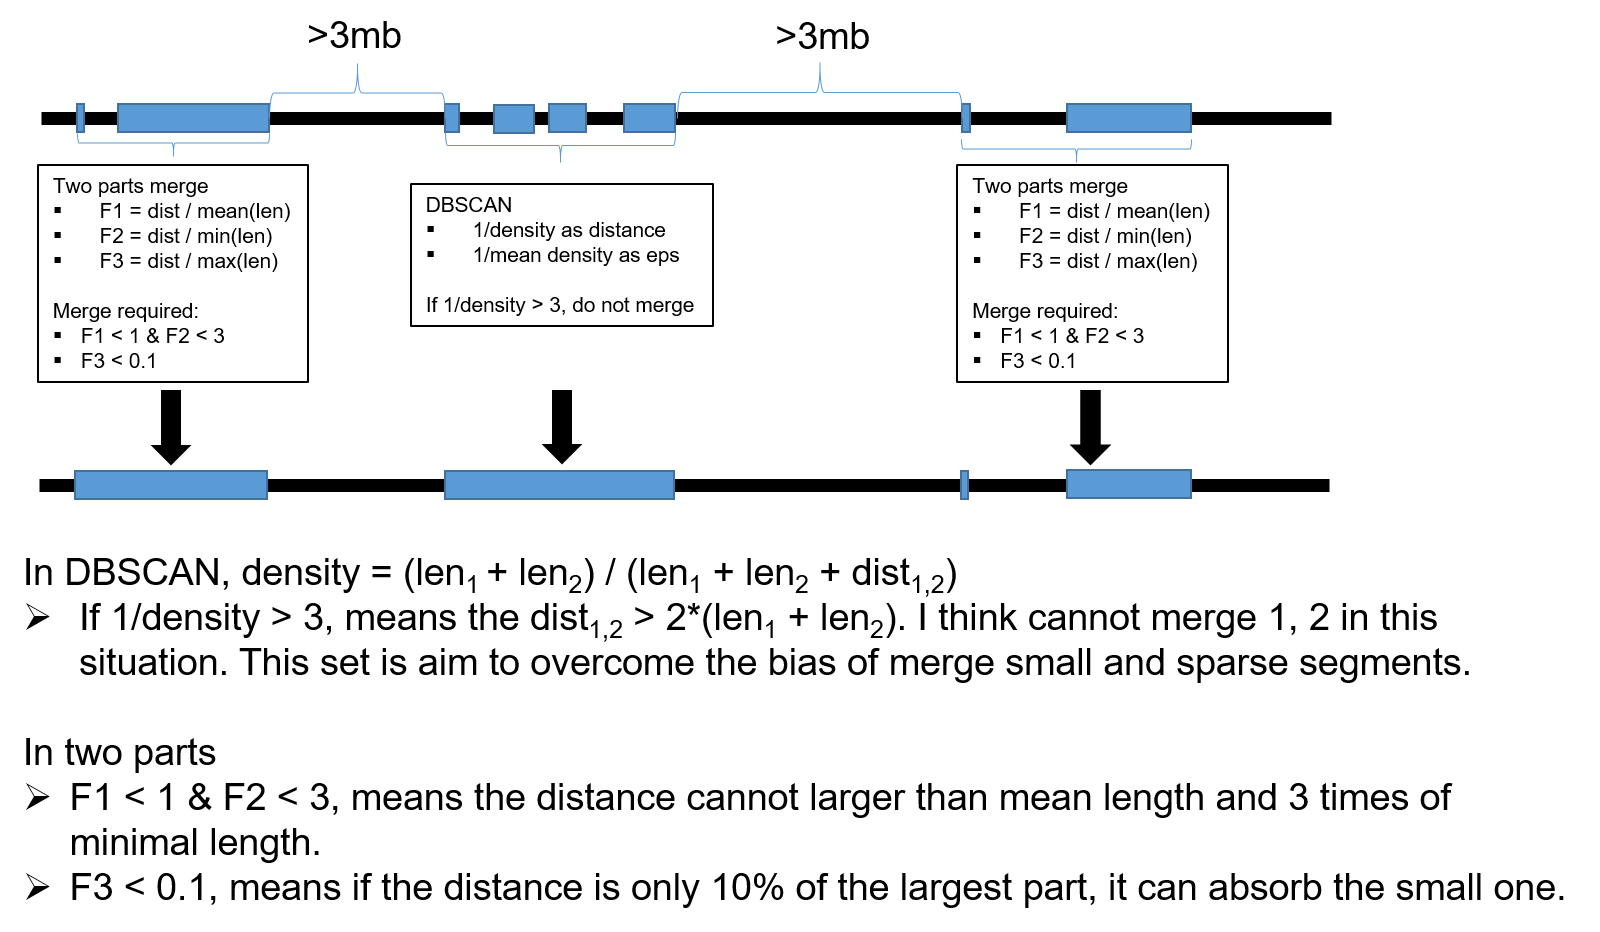 >3mb
>3mb
Two parts merge
▪ F1 = dist / mean(len)
▪ F2 = dist / min(len)
▪ F3 = dist / max(len)
Merge required:
▪ F1 < 1 & F2 < 3
▪ F3 < 0.1
DBSCAN
▪ 1/density as distance
▪ 1/mean density as eps
If 1/density > 3, do not merge
Two parts merge
▪ F1 = dist / mean(len)
▪ F2 = dist / min(len)
▪ F3 = dist / max(len)
Merge required:
▪ F1 < 1 & F2 < 3
▪ F3 < 0.1
In DBSCAN, density = (len₁ + len₂) / (len₁ + len₂ + dist₁,₂)
➢ If 1/density > 3, means the dist₁,₂ > 2*(len₁ + len₂). I think cannot merge 1, 2 in this
situation. This set is aim to overcome the bias of merge small and sparse segments.
In two parts
➢ F1 < 1 & F2 < 3, means the distance cannot larger than mean length and 3 times of
minimal length.
➢ F3 < 0.1, means if the distance is only 10% of the largest part, it can absorb the small one.